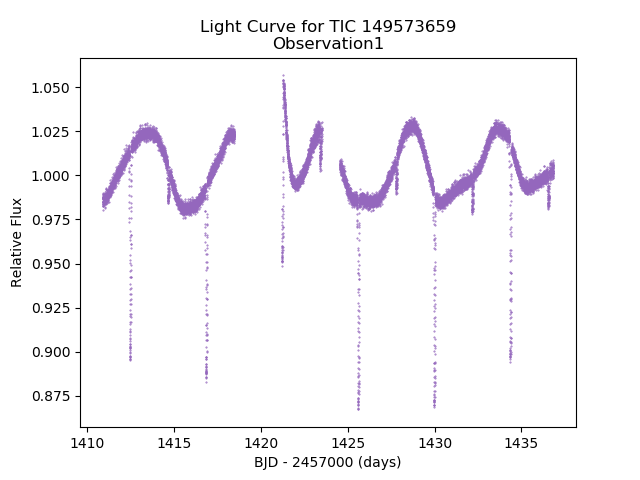 Light Curve for TIC 149573659
Observation1
1.050
1.025
1.000
0.975
0.950
0.925
0.900
0.875
Relative Flux
1410 1415 1420 1425 1430 1435
BJD - 2457000 (days)